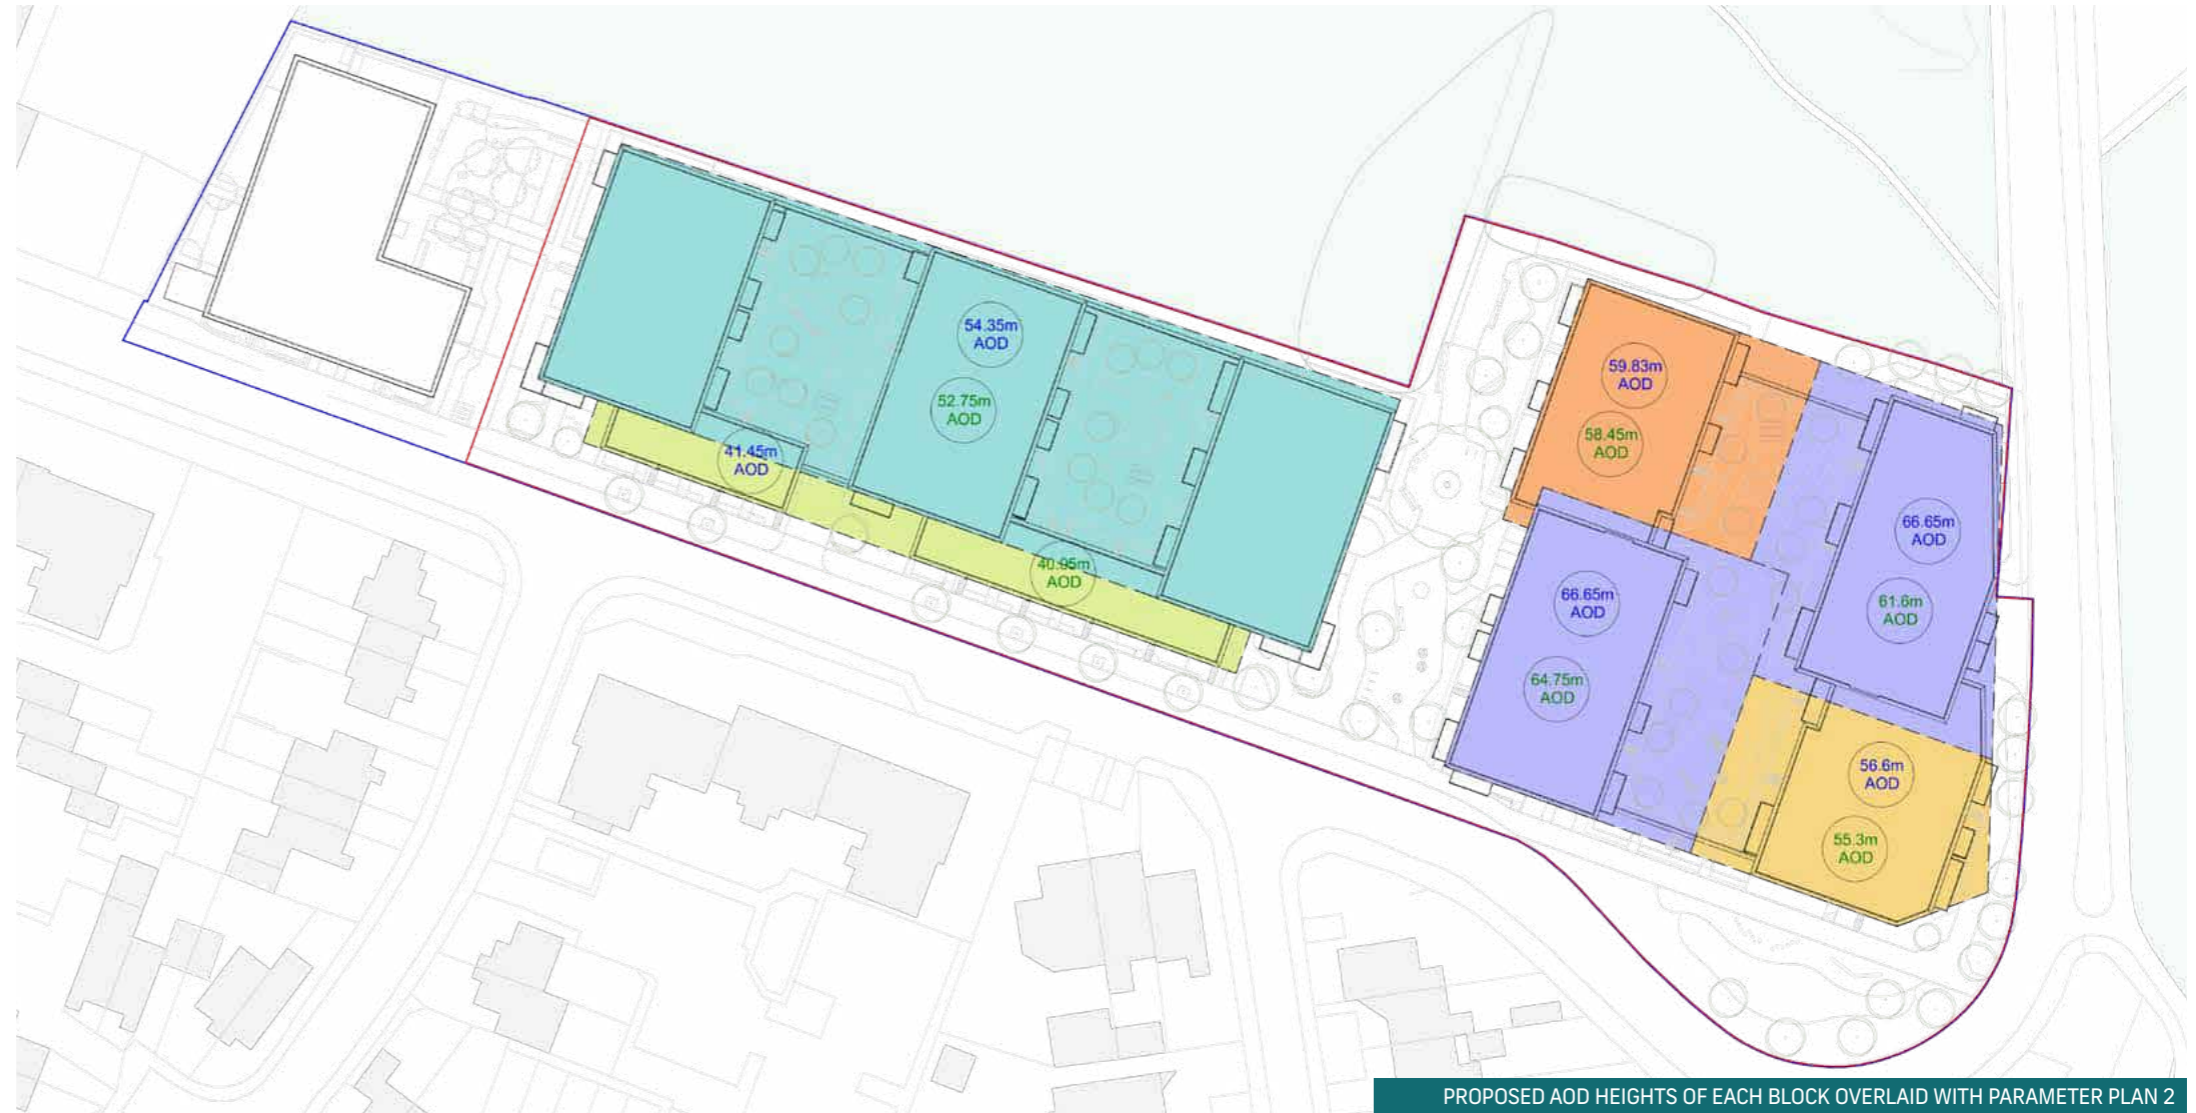 54.35m
AOD
52.75m
AOD
41.45m
AOD
40.95m
AOD
59.83m
AOD
58.45m
AOD
66.65m
AOD
61.6m
AOD
66.65m
AOD
64.75m
AOD
56.6m
AOD
55.3m
AOD
PROPOSED AOD HEIGHTS OF EACH BLOCK OVERLAID WITH PARAMETER PLAN 2